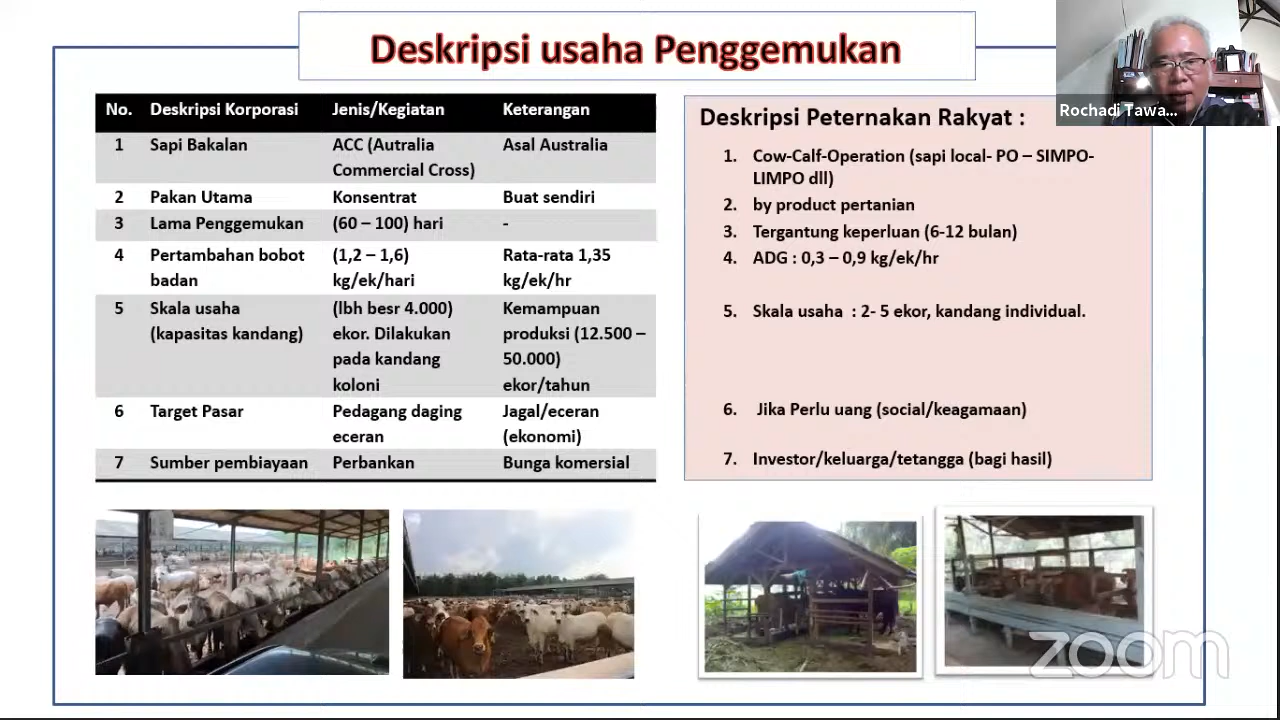 Deskripsi usaha Penggemukan
Rochadi Tawa...
No. Deskripsi Korporasi Jenis/Kegiatan Keterangan
1 Sapi Bakalan ACC (Autralia Asal Australia
Commercial Cross)
2 Pakan Utama Konsentrat Buat sendiri
3 Lama Penggemukan (60 – 100) hari -
4 Pertambahan bobot (1,2 – 1,6) Rata-rata 1,35
badan kg/ek/hari kg/ek/hr
5 Skala usaha (lbh besr 4.000) Kemampuan
(kapasitas kandang) ekor. Dilakukan produksi (12.500 –
pada kandang 50.000)
koloni ekor/tahun
6 Target Pasar Pedagang daging Jagal/eceran
eceran (ekonomi)
7 Sumber pembiayaan Perbankan Bunga komersial
Deskripsi Peternakan Rakyat :
1. Cow-Calf-Operation (sapi local- PO – SIMPO-
LIMPO dll)
2. by product pertanian
3. Tergantung keperluan (6-12 bulan)
4. ADG : 0,3 – 0,9 kg/ek/hr
5. Skala usaha : 2- 5 ekor, kandang individual.
6. Jika Perlu uang (social/keagamaan)
7. Investor/keluarga/tetangga (bagi hasil)
zoom